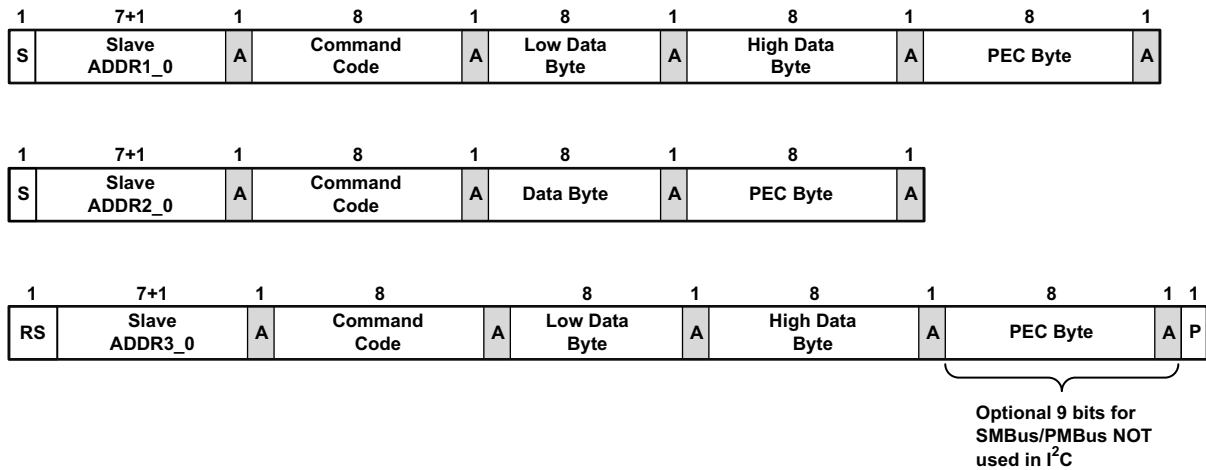 1 7+1 1 8 1 8 1 8 1 8 1
S Slave ADDR1_0 A Command Code A Low Data Byte A High Data Byte A PEC Byte A
1 7+1 1 8 1 8 1 8 1
S Slave ADDR2_0 A Command Code A Data Byte A PEC Byte A
1 7+1 1 8 8 1 8 1 8 1 1
RS Slave ADDR3_0 A Command Code A Low Data Byte A High Data Byte A PEC Byte A P
Optional 9 bits for
SMBus/PMBus NOT
used in I²C